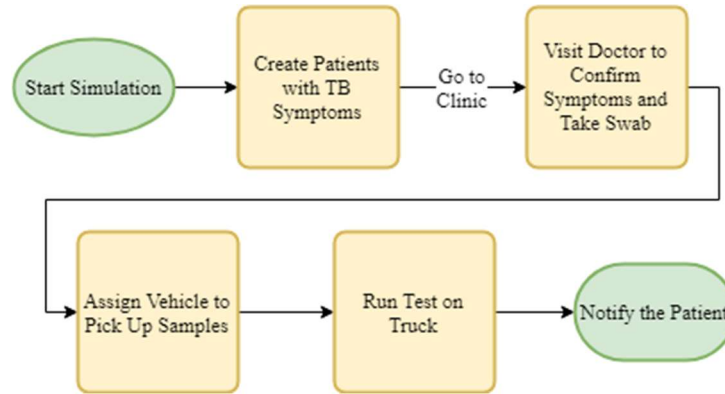 Start Simulation
Create Patients
with TB
Symptoms
Go to
Clinic
Visit Doctor to
Confirm
Symptoms and
Take Swab
Assign Vehicle to
Pick Up Samples
Run Test on
Truck
Notify the Patient